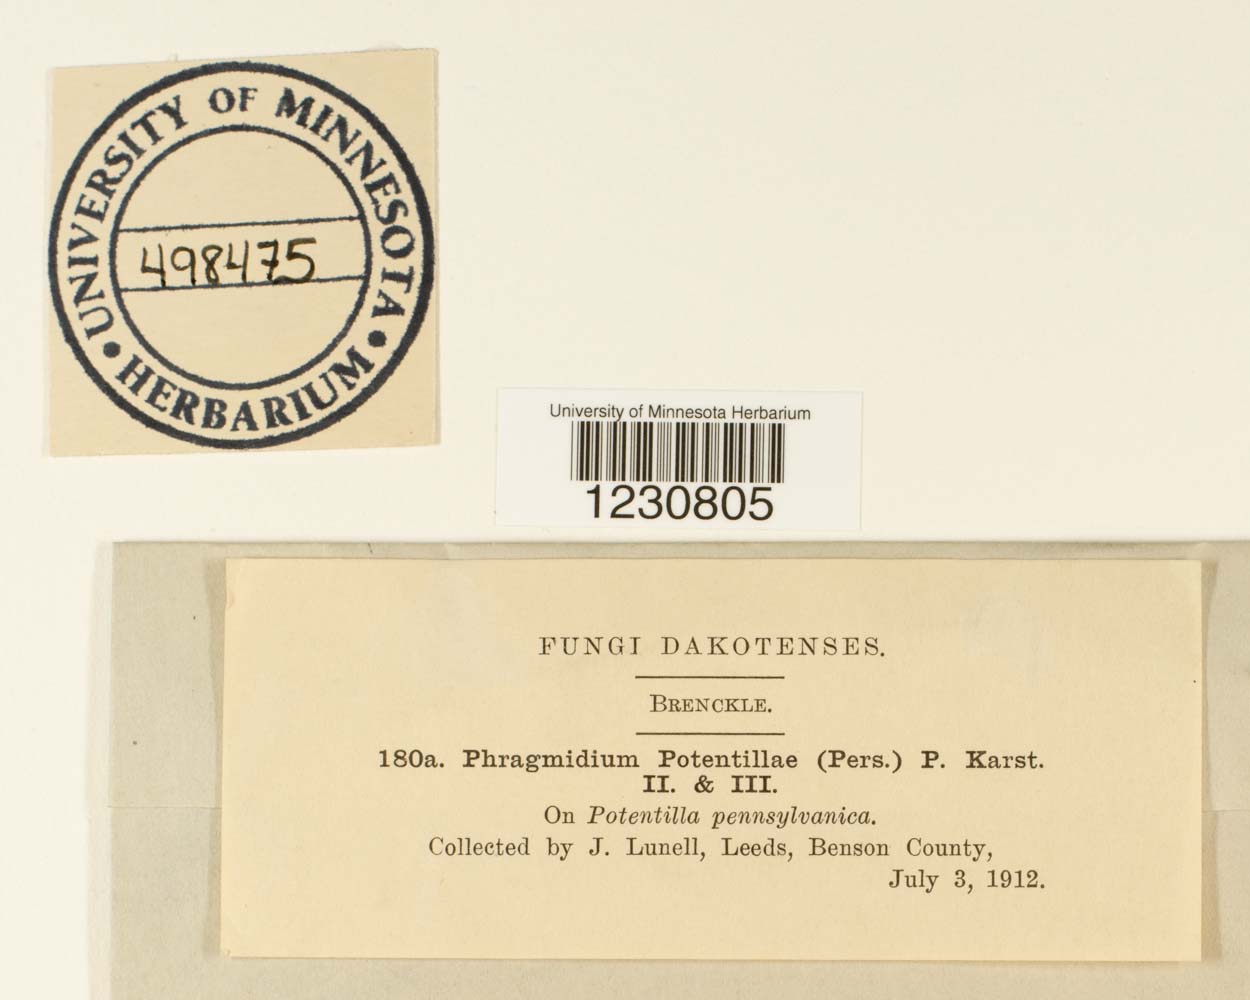 UNIVERSITY OF MINNESOTA
498475
• HERBARIUM •
University of Minnesota Herbarium
1230805
FUNGI DAKOTENSES.
BRENCKLE.
180a. Phragmidium Potentillae (Pers.) P. Karst.
II. & III.
On Potentilla pennsylvanica.
Collected by J. Lunell, Leeds, Benson County,
July 3, 1912.